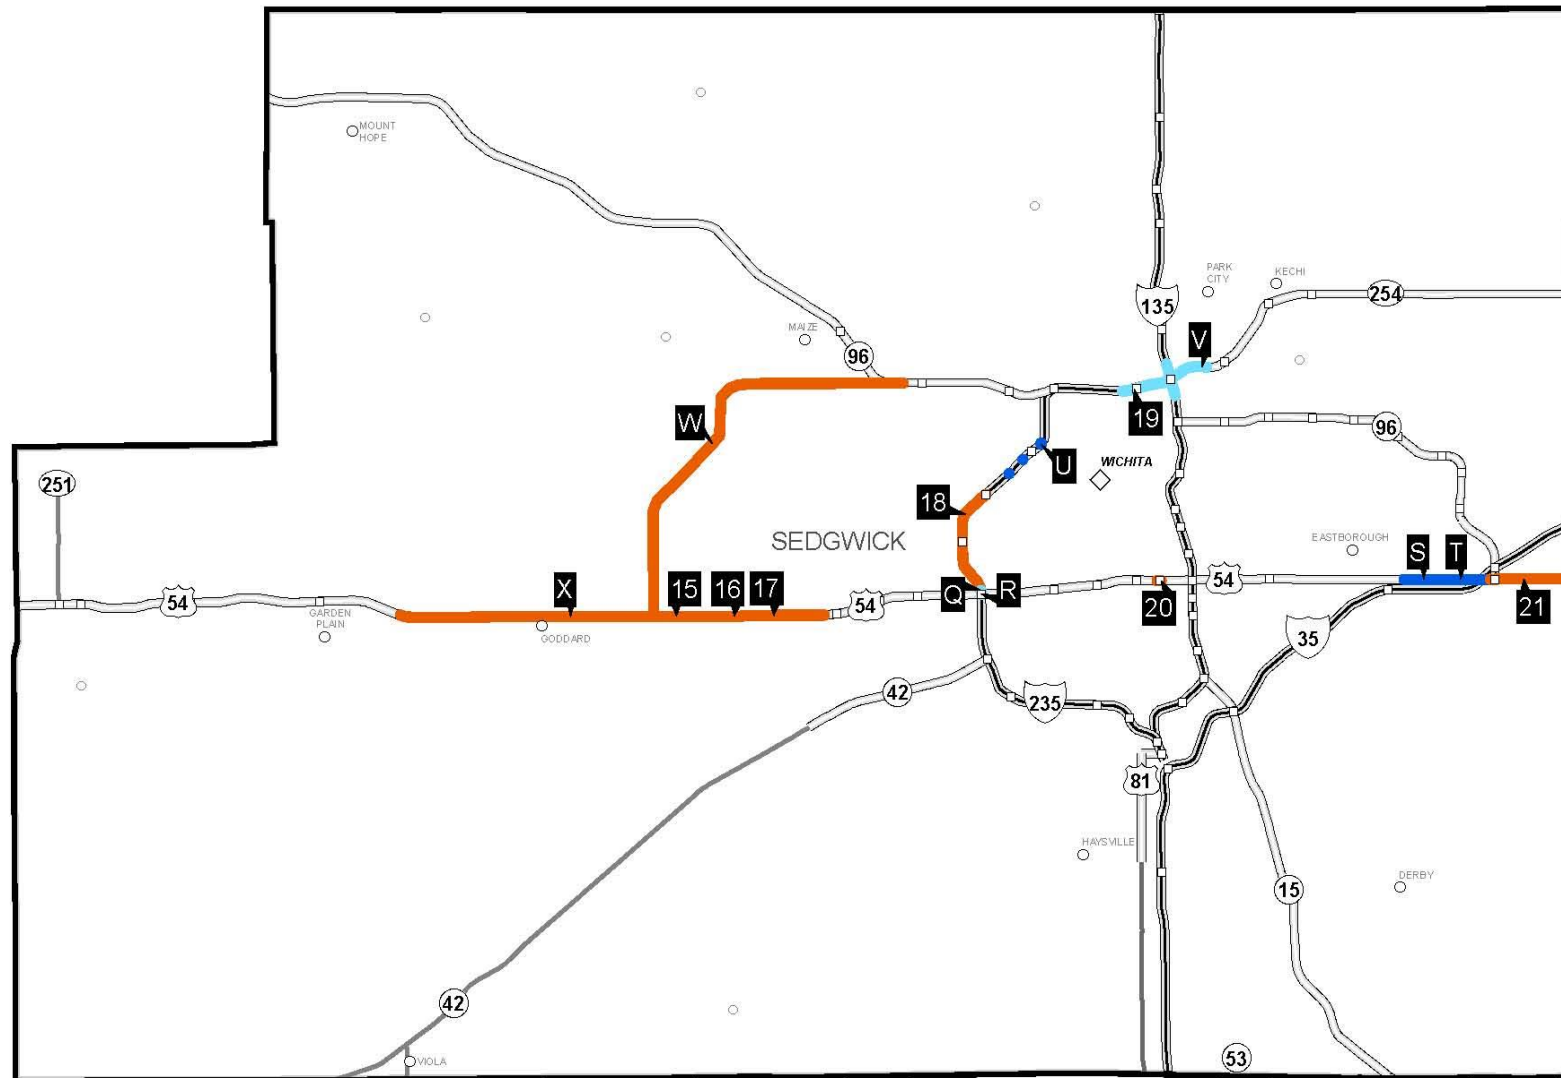 MOUNT
HOPE
PARK
CITY
KECHI
254
135
MAIZE
96
V
19
W
96
U
WICHITA
251
18
SEDGWICK
EASTBOROUGH
S
T
54
X
15
16
17
54
Q
R
54
20
21
GARDEN
PLAIN
GODDARD
35
42
235
81
HAYSVILLE
DERBY
15
42
VIOLA
53